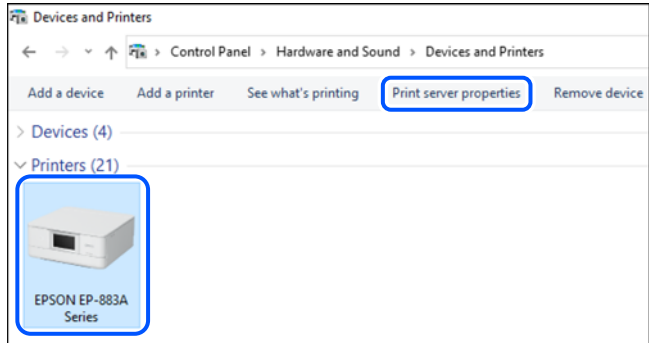 Devices and Printers
Control Panel > Hardware and Sound > Devices and Printers
Add a device Add a printer See what's printing Print server properties Remove device
Devices (4)
Printers (21)
EPSON EP-883A
Series